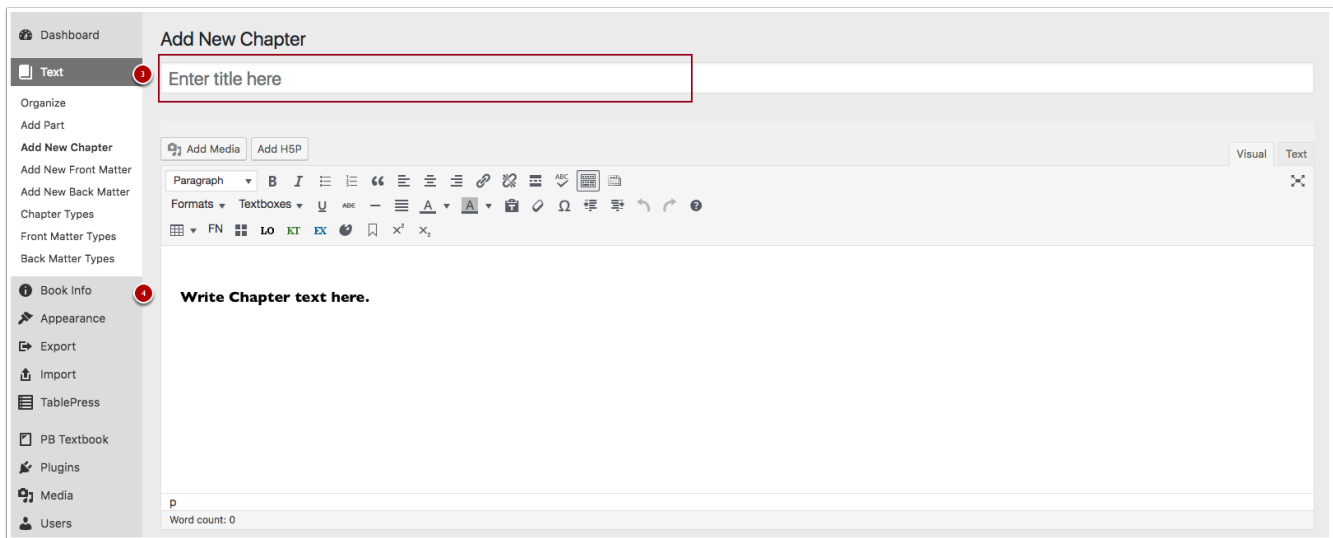 Dashboard
Text
Organize
Add Part
Add New Chapter
Add New Front Matter
Add New Back Matter
Chapter Types
Front Matter Types
Back Matter Types
Book Info
Appearance
Export
Import
TablePress
PB Textbook
Plugins
Media
Users
Add New Chapter
3
Enter title here
Add Media Add H5P
Visual Text
Paragraph B I ABC
Formats Textboxes U ABC A A Ω
FN LO KT EX x² x₂
4
Write Chapter text here.
p
Word count: 0